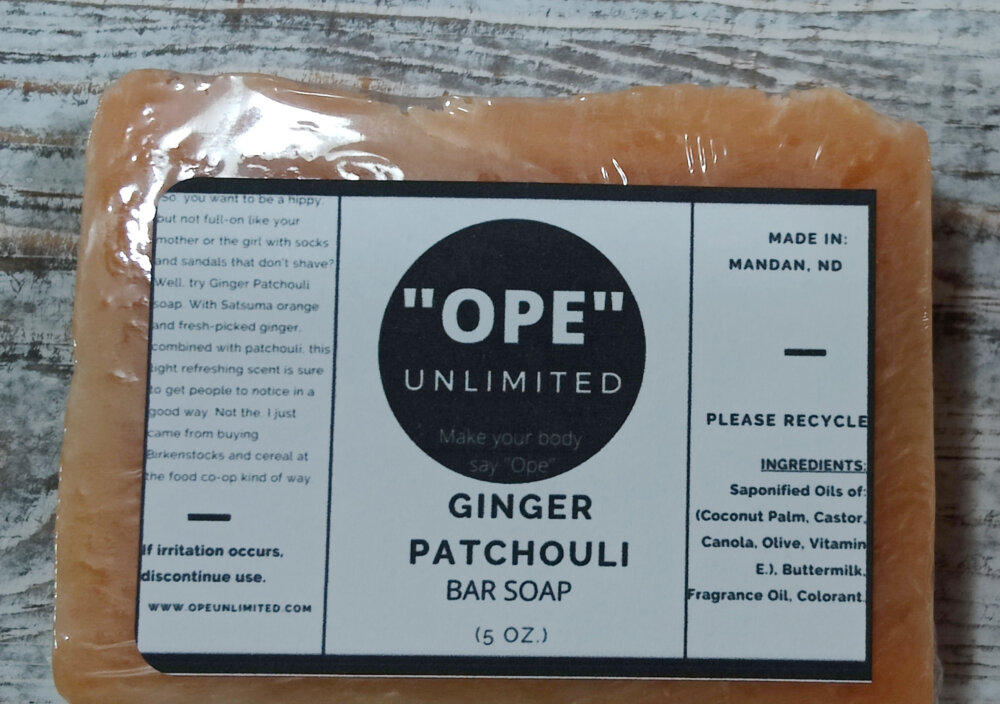 So, you want to be a hippy,
but not full-on like your
mother or the girl with socks
and sandals that don't shave?
Well, try Ginger Patchouli
soap. With Satsuma orange
and fresh-picked ginger,
combined with patchouli, this
light refreshing scent is sure
to get people to notice in a
good way. Not the, I just
came from buying
Birkenstocks and cereal at
the food co-op kind of way
If irritation occurs,
discontinue use.
WWW.OPEUNLIMITED.COM
"OPE"
UNLIMITED
Make your body
say "Ope"
GINGER
PATCHOULI
BAR SOAP
(5 OZ.)
MADE IN:
MANDAN, ND
PLEASE RECYCLE
INGREDIENTS:
Saponified Oils of:
(Coconut Palm, Castor,
Canola, Olive, Vitamin
E.), Buttermilk,
Fragrance Oil, Colorant.